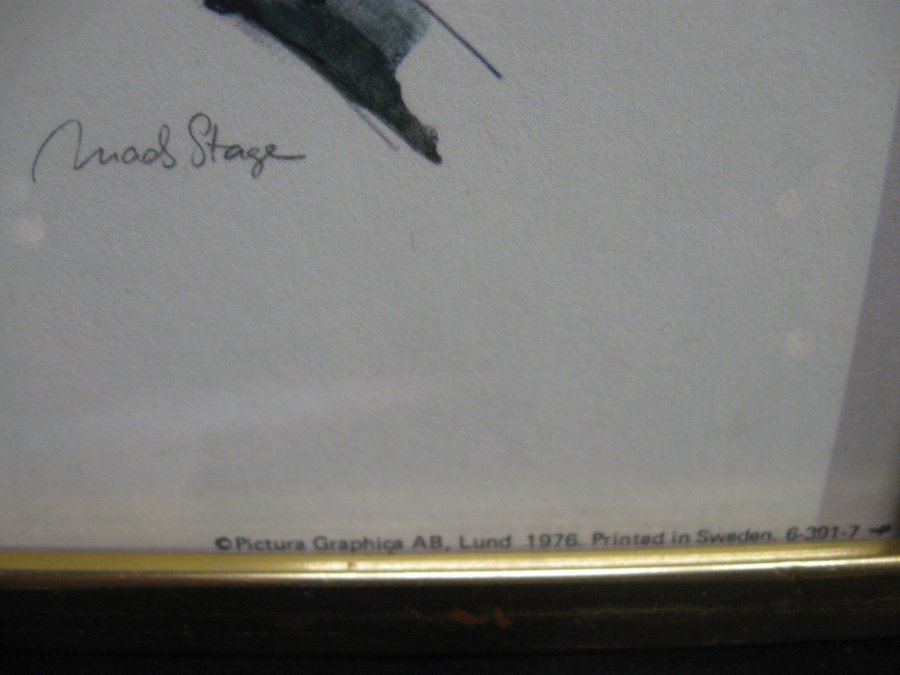 Mads Stage
©Pictura Graphica AB, Lund 1976. Printed in Sweden. 6-391-7